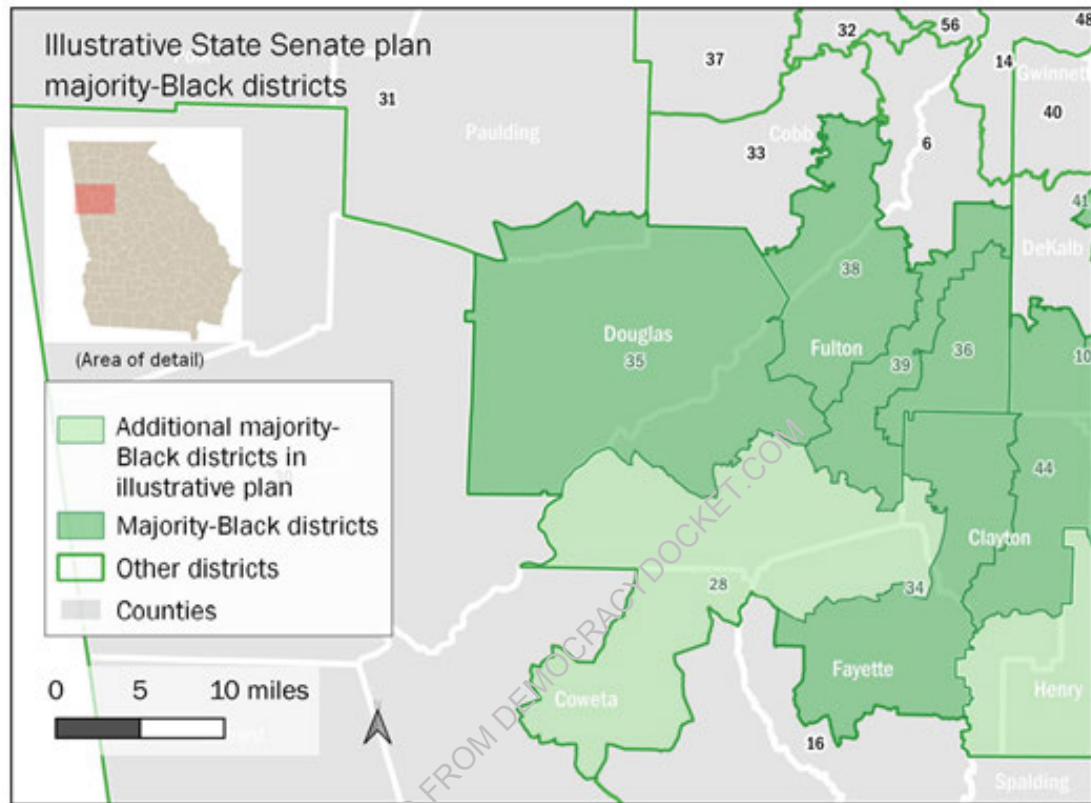 Illustrative State Senate plan
majority-Black districts
32
56
48
37
14
Gwinnett
31
40
Paulding
Cobb
33
6
41
DeKalb
38
(Area of detail)
Douglas
Fulton
35
39
36
10
Additional majority-
Black districts in
illustrative plan
Majority-Black districts
Other districts
Counties
44
Clayton
28
34
0 5 10 miles
Fayette
Coweta
Henry
16
Spalding
FROM DEMOCRACYDOCKET.COM